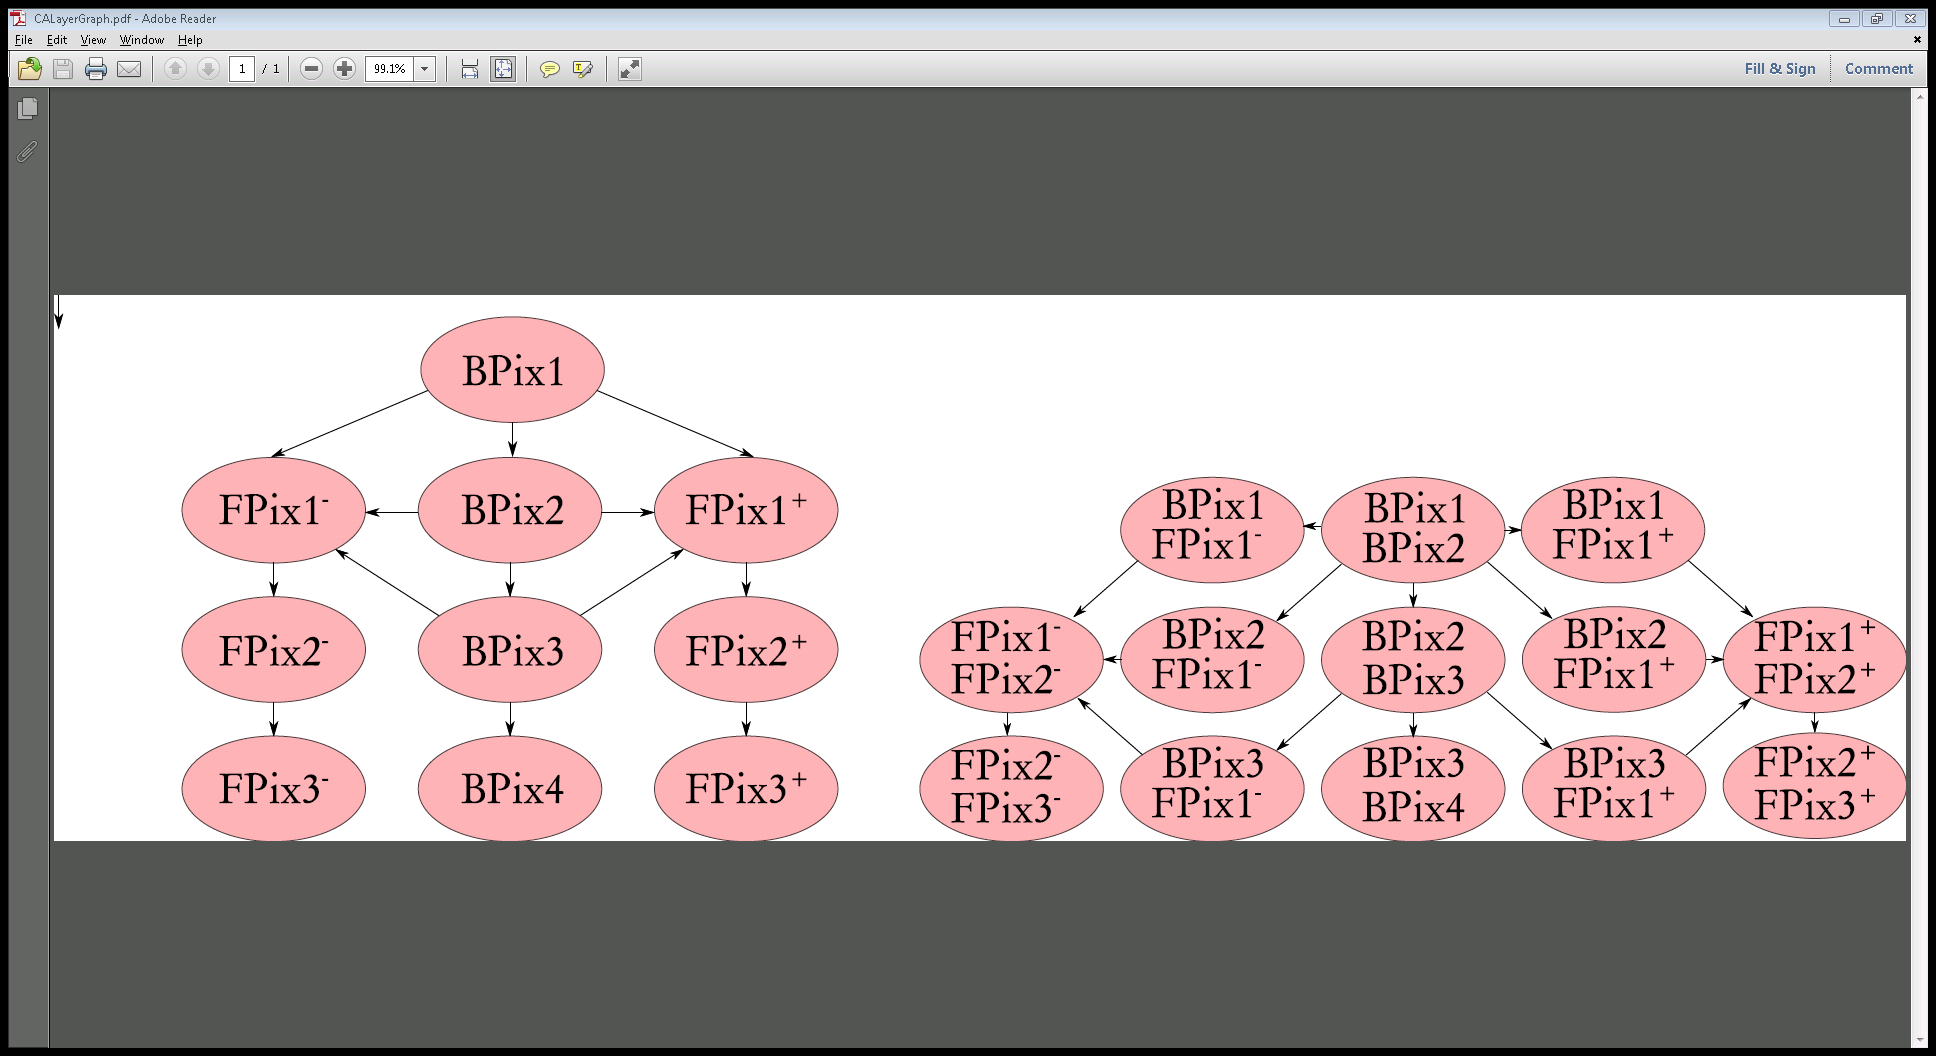 CALayerGraph.pdf - Adobe Reader
File Edit View Window Help
1 / 1 99.1% Fill & Sign Comment
BPix1
FPix1⁻ BPix2 FPix1⁺
FPix2⁻ BPix3 FPix2⁺
FPix3⁻ BPix4 FPix3⁺
BPix1
FPix1⁻
BPix1
BPix2
BPix1
FPix1⁺
FPix1⁻
FPix2⁻
BPix2
FPix1⁻
BPix2
BPix3
BPix2
FPix1⁺
FPix1⁺
FPix2⁺
FPix2⁻
FPix3⁻
BPix3
FPix1⁻
BPix3
BPix4
BPix3
FPix1⁺
FPix2⁺
FPix3⁺